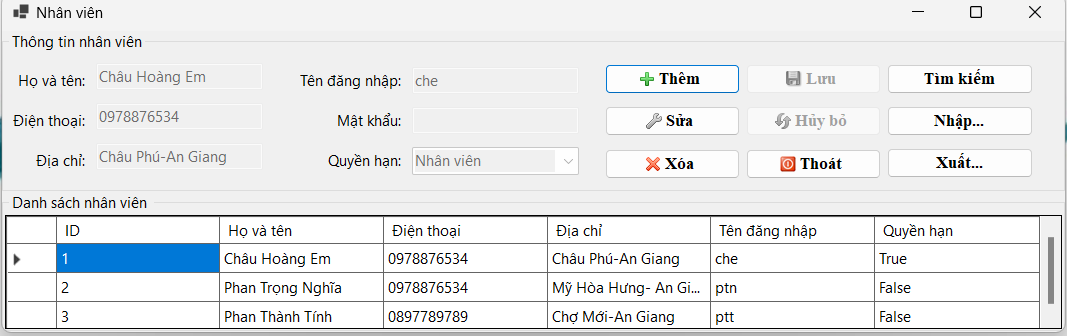 Nhân viên
Thông tin nhân viên
Họ và tên: Châu Hoàng Em Tên đăng nhập: che Thêm Lưu Tìm kiếm
Điện thoại: 0978876534 Mật khẩu: Sửa Hủy bỏ Nhập...
Địa chỉ: Châu Phú-An Giang Quyền hạn: Nhân viên Xóa Thoát Xuất...
Danh sách nhân viên
ID Họ và tên Điện thoại Địa chỉ Tên đăng nhập Quyền hạn
1 Châu Hoàng Em 0978876534 Châu Phú-An Giang che True
2 Phan Trọng Nghĩa 0978876534 Mỹ Hòa Hưng- An Gi... ptn False
3 Phan Thành Tính 0897789789 Chợ Mới-An Giang ptt False